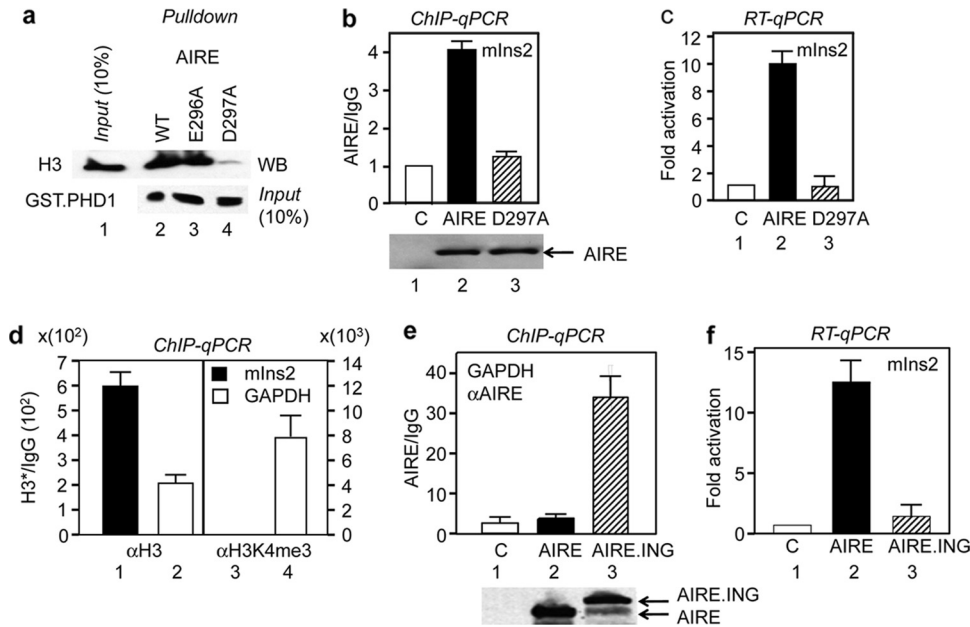 a
Pulldown
AIRE
Input (10%)
WT
E296A
D297A
H3
WB
GST.PHD1
Input
(10%)
1 2 3 4
b
ChIP-qPCR
mIns2
AIRE/IgG
4
3
2
1
0
C AIRE D297A
AIRE
1 2 3
c
RT-qPCR
mIns2
Fold activation
12
10
8
6
4
2
0
C AIRE D297A
1 2 3
d
x(10²) x(10³)
ChIP-qPCR
mIns2
GAPDH
H3*/IgG (10²)
7
6
5
4
3
2
1
0
14
12
10
8
6
4
2
0
αH3 αH3K4me3
1 2 3 4
e
ChIP-qPCR
GAPDH
αAIRE
AIRE/IgG
40
30
20
10
0
C AIRE AIRE.ING
1 2 3
AIRE.ING
AIRE
f
RT-qPCR
mIns2
Fold activation
15
10
5
0
C AIRE AIRE.ING
1 2 3